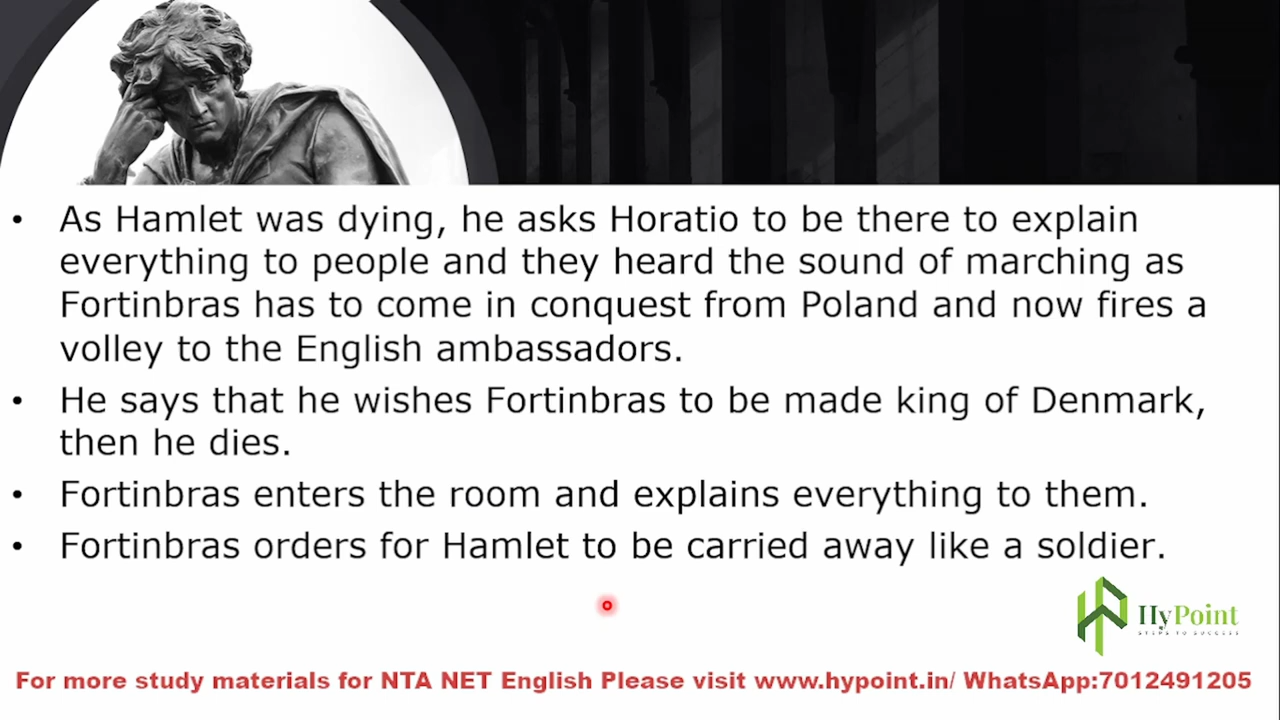 • As Hamlet was dying, he asks Horatio to be there to explain
everything to people and they heard the sound of marching as
Fortinbras has to come in conquest from Poland and now fires a
volley to the English ambassadors.
• He says that he wishes Fortinbras to be made king of Denmark,
then he dies.
• Fortinbras enters the room and explains everything to them.
• Fortinbras orders for Hamlet to be carried away like a soldier.
HyPoint
STEPS TO SUCCESS
For more study materials for NTA NET English Please visit www.hypoint.in/ WhatsApp:7012491205